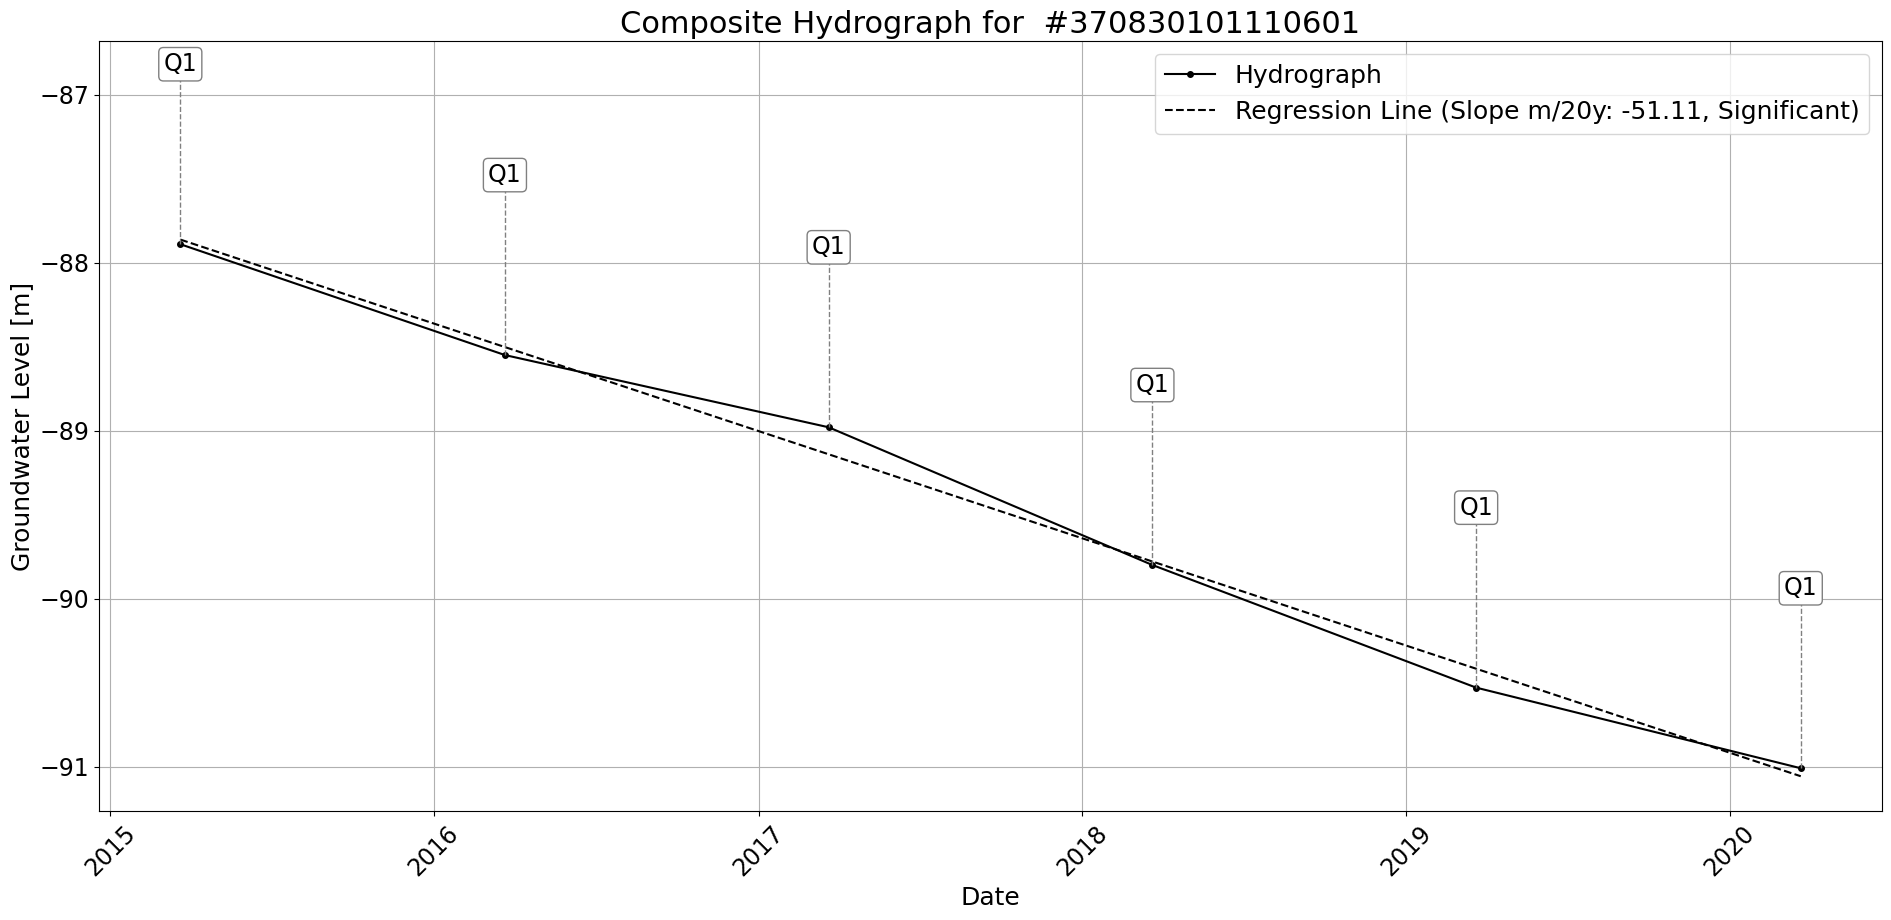 Composite Hydrograph for  #370830101110601
Hydrograph
Regression Line (Slope m/20y: -51.11, Significant)
Q1
Q1
Q1
Q1
Q1
Q1
Groundwater Level [m]
−87
−88
−89
−90
−91
2015
2016
2017
2018
2019
2020
Date